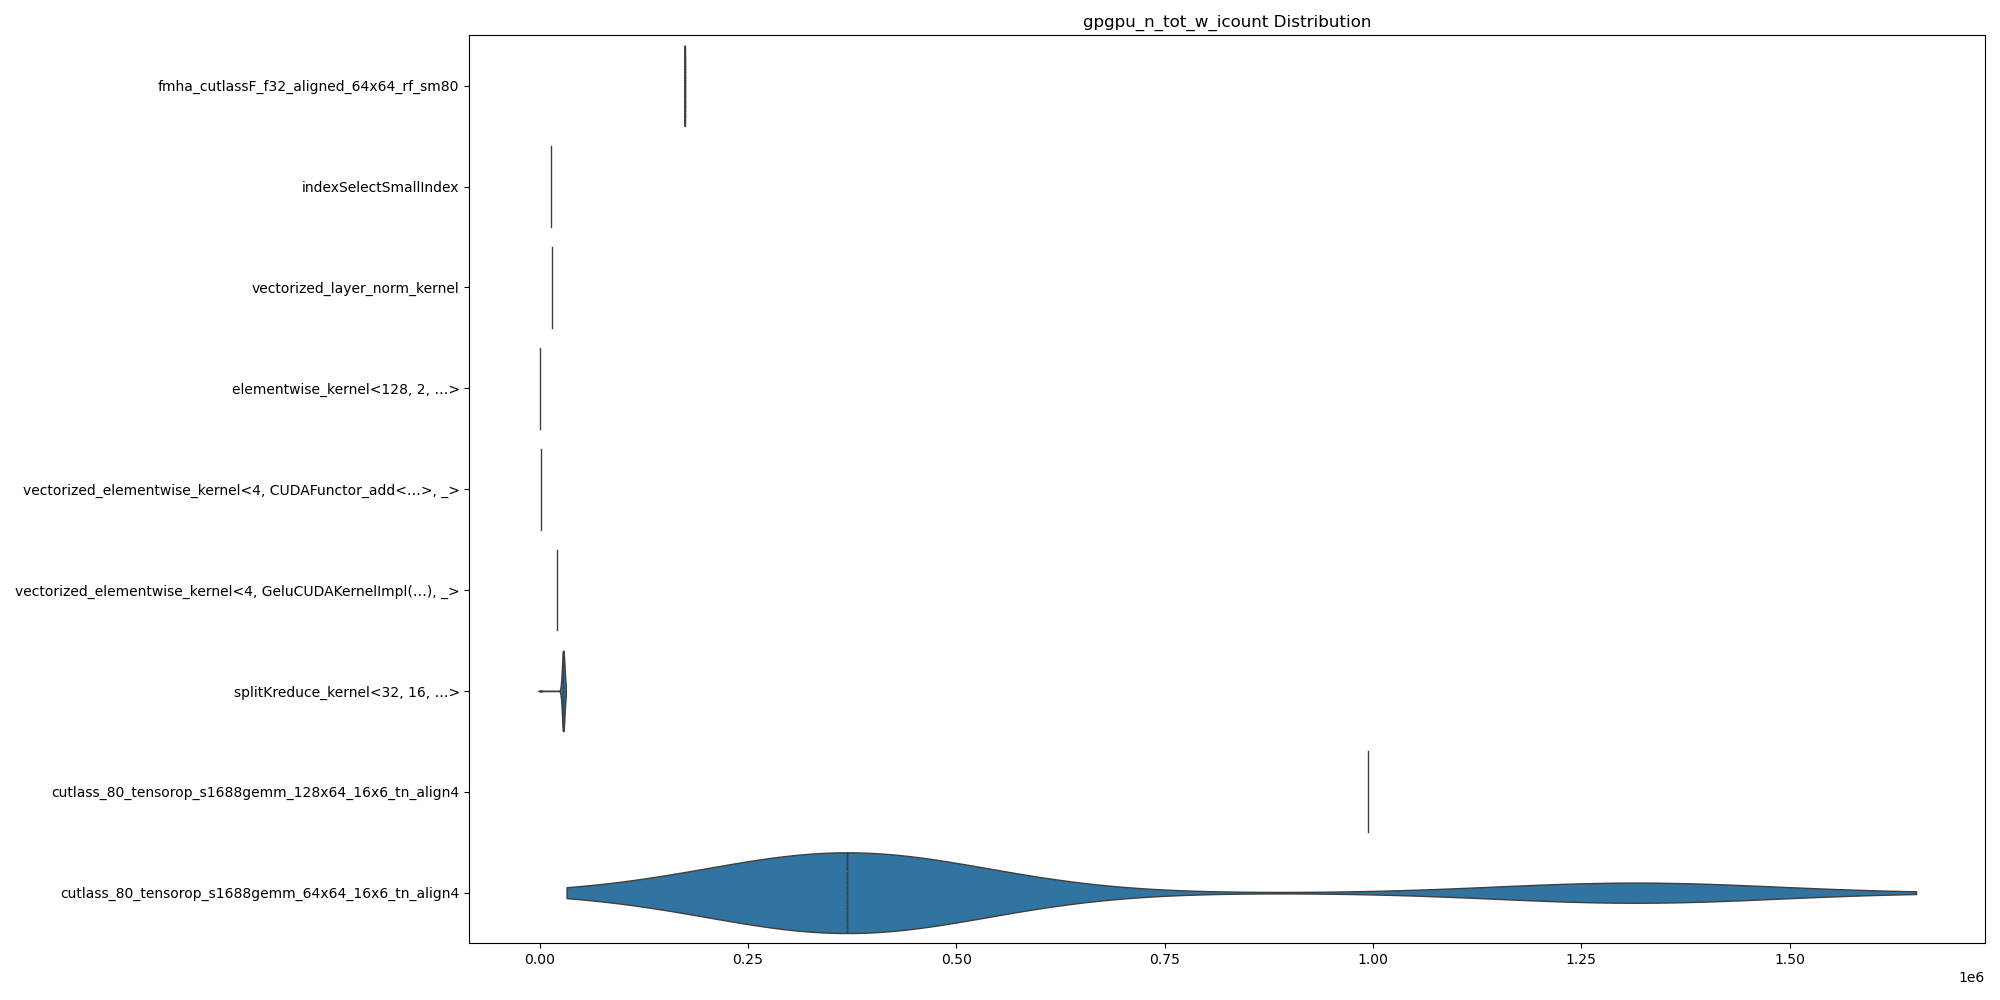 gpgpu_n_tot_w_icount Distribution
fmha_cutlassF_f32_aligned_64x64_rf_sm80
indexSelectSmallIndex
vectorized_layer_norm_kernel
elementwise_kernel<128, 2, ...>
vectorized_elementwise_kernel<4, CUDAFunctor_add<...>, _>
vectorized_elementwise_kernel<4, GeluCUDAKernelImpl(...), _>
splitKreduce_kernel<32, 16, ...>
cutlass_80_tensorop_s1688gemm_128x64_16x6_tn_align4
cutlass_80_tensorop_s1688gemm_64x64_16x6_tn_align4
0.00 0.25 0.50 0.75 1.00 1.25 1.50
1e6